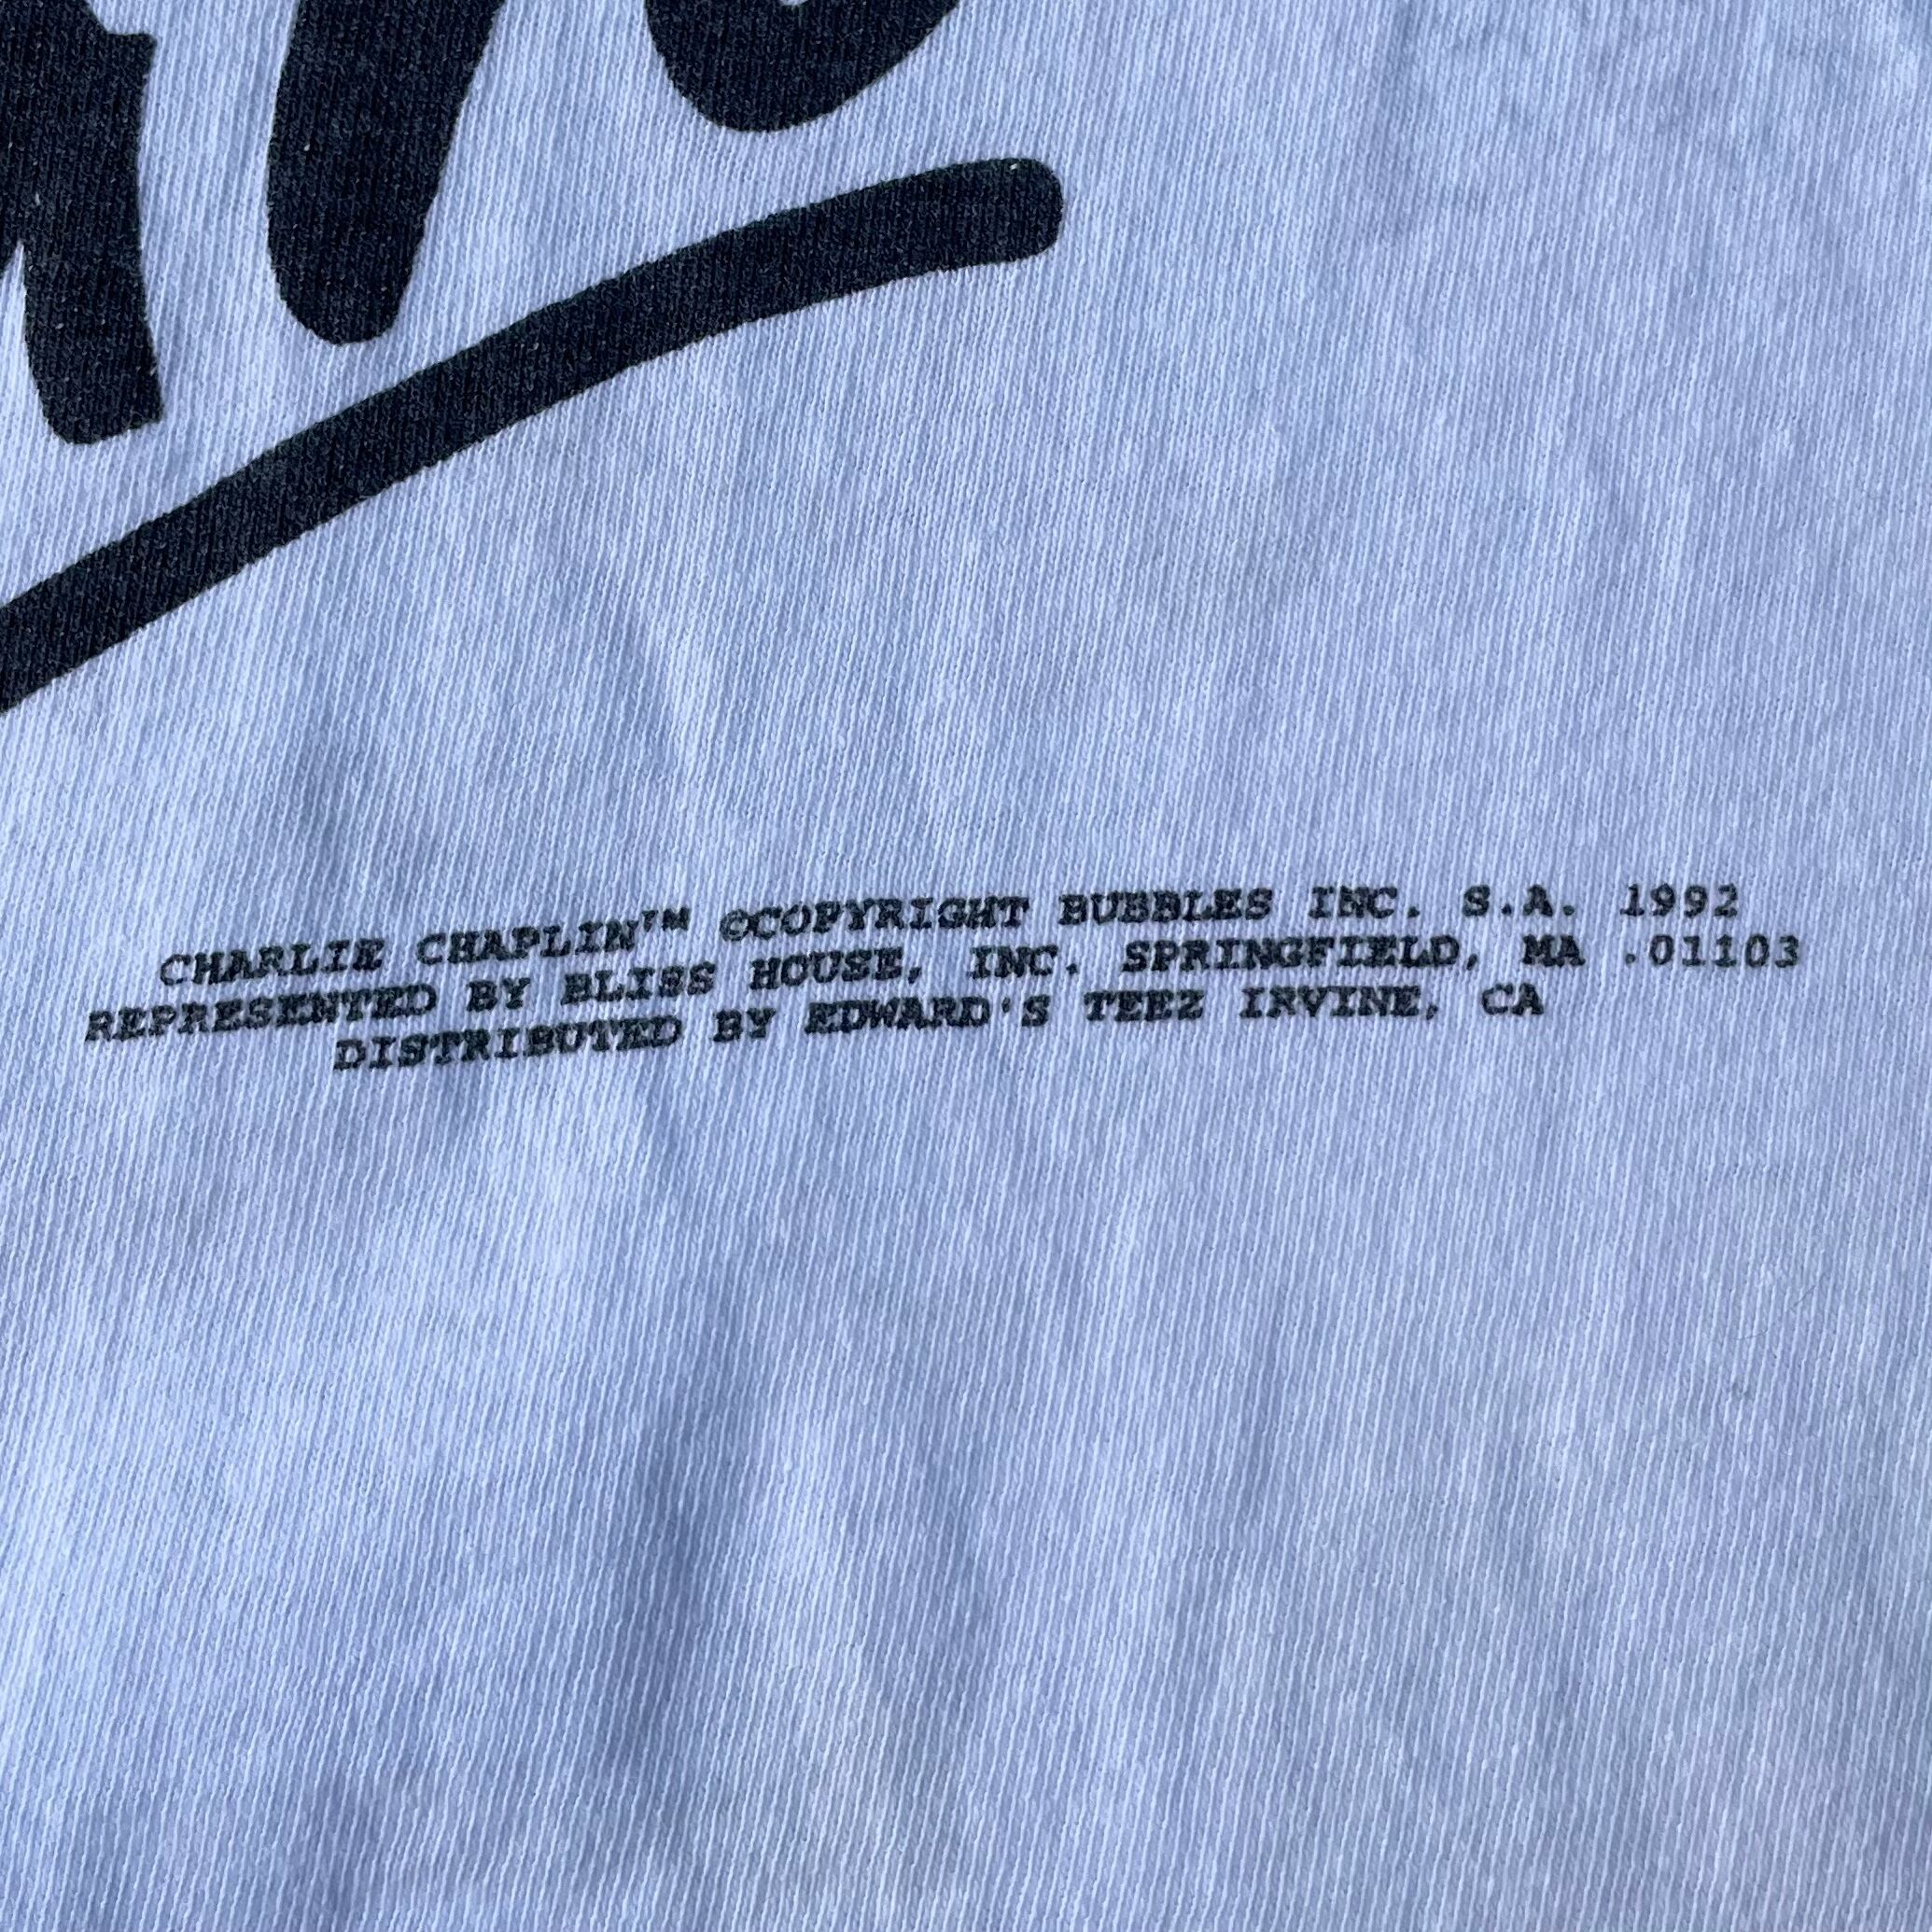 CHARLIE CHAPLIN™ ©COPYRIGHT BUBBLES INC. S.A. 1992
REPRESENTED BY BLISS HOUSE, INC. SPRINGFIELD, MA .01103
DISTRIBUTED BY EDWARD'S TEEZ IRVINE, CA